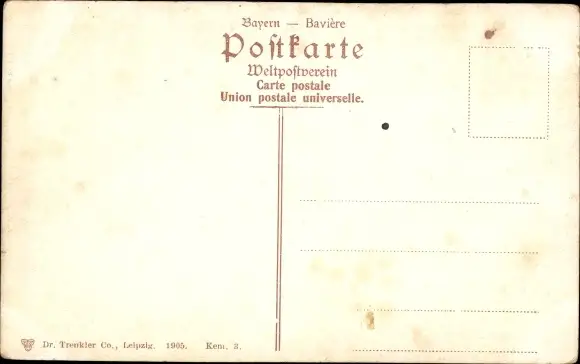 Bayern — Bavière
Postkarte
Weltpostverein
Carte postale
Union postale universelle.
Dr. Trenkler Co., Leipzig. 1905. Kem. 3.